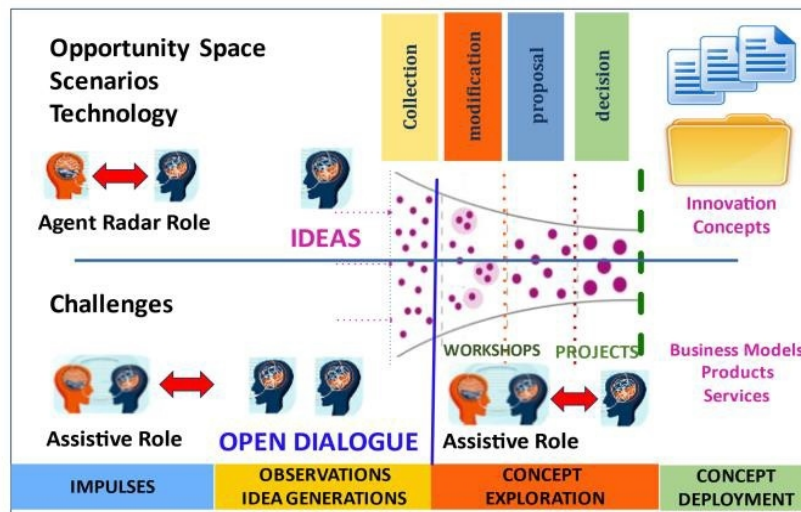 Opportunity Space
Scenarios
Technology
Collection
modification
proposal
decision
Agent Radar Role
IDEAS
Innovation
Concepts
Challenges
WORKSHOPS
PROJECTS
Business Models
Products
Services
Assistive Role
OPEN DIALOGUE
Assistive Role
IMPULSES
OBSERVATIONS
IDEA GENERATIONS
CONCEPT
EXPLORATION
CONCEPT
DEPLOYMENT